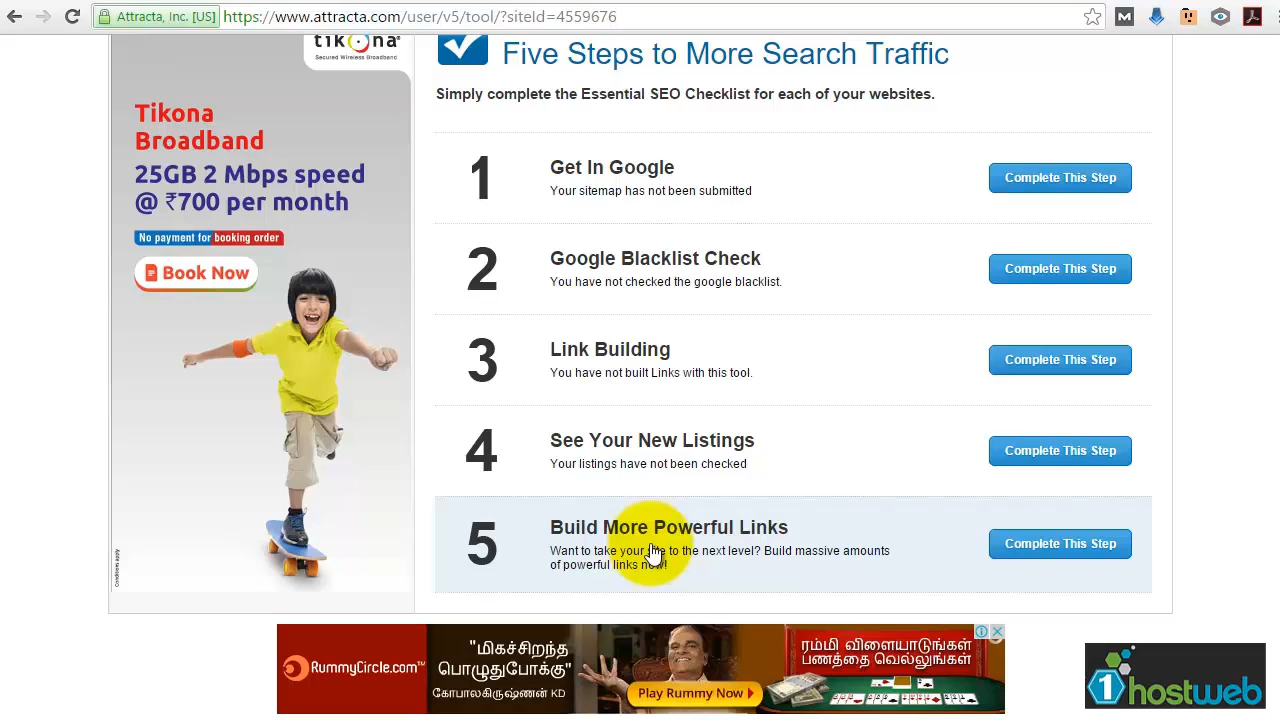 Attracta, Inc. [US]
https://www.attracta.com/user/v5/tool/?siteId=4559676
M
tikona
Secured Wireless Broadband
Tikona
Broadband
25GB 2 Mbps speed
@ ₹700 per month
No payment for booking order
Book Now
Conditions apply
Five Steps to More Search Traffic
Simply complete the Essential SEO Checklist for each of your websites.
1
Get In Google
Your sitemap has not been submitted
Complete This Step
2
Google Blacklist Check
You have not checked the google blacklist.
Complete This Step
3
Link Building
You have not built Links with this tool.
Complete This Step
4
See Your New Listings
Your listings have not been checked
Complete This Step
5
Build More Powerful Links
Want to take your site to the next level? Build massive amounts
of powerful links now!
Complete This Step
RummyCircle.com™
"மிகச்சிறந்த
பொழுதுபோக்கு"
கோபாலகிருஷ்ணன் KD
Play Rummy Now
ரம்மி விளையாடுங்கள்
பணத்தை வெல்லுங்கள்
1hostweb